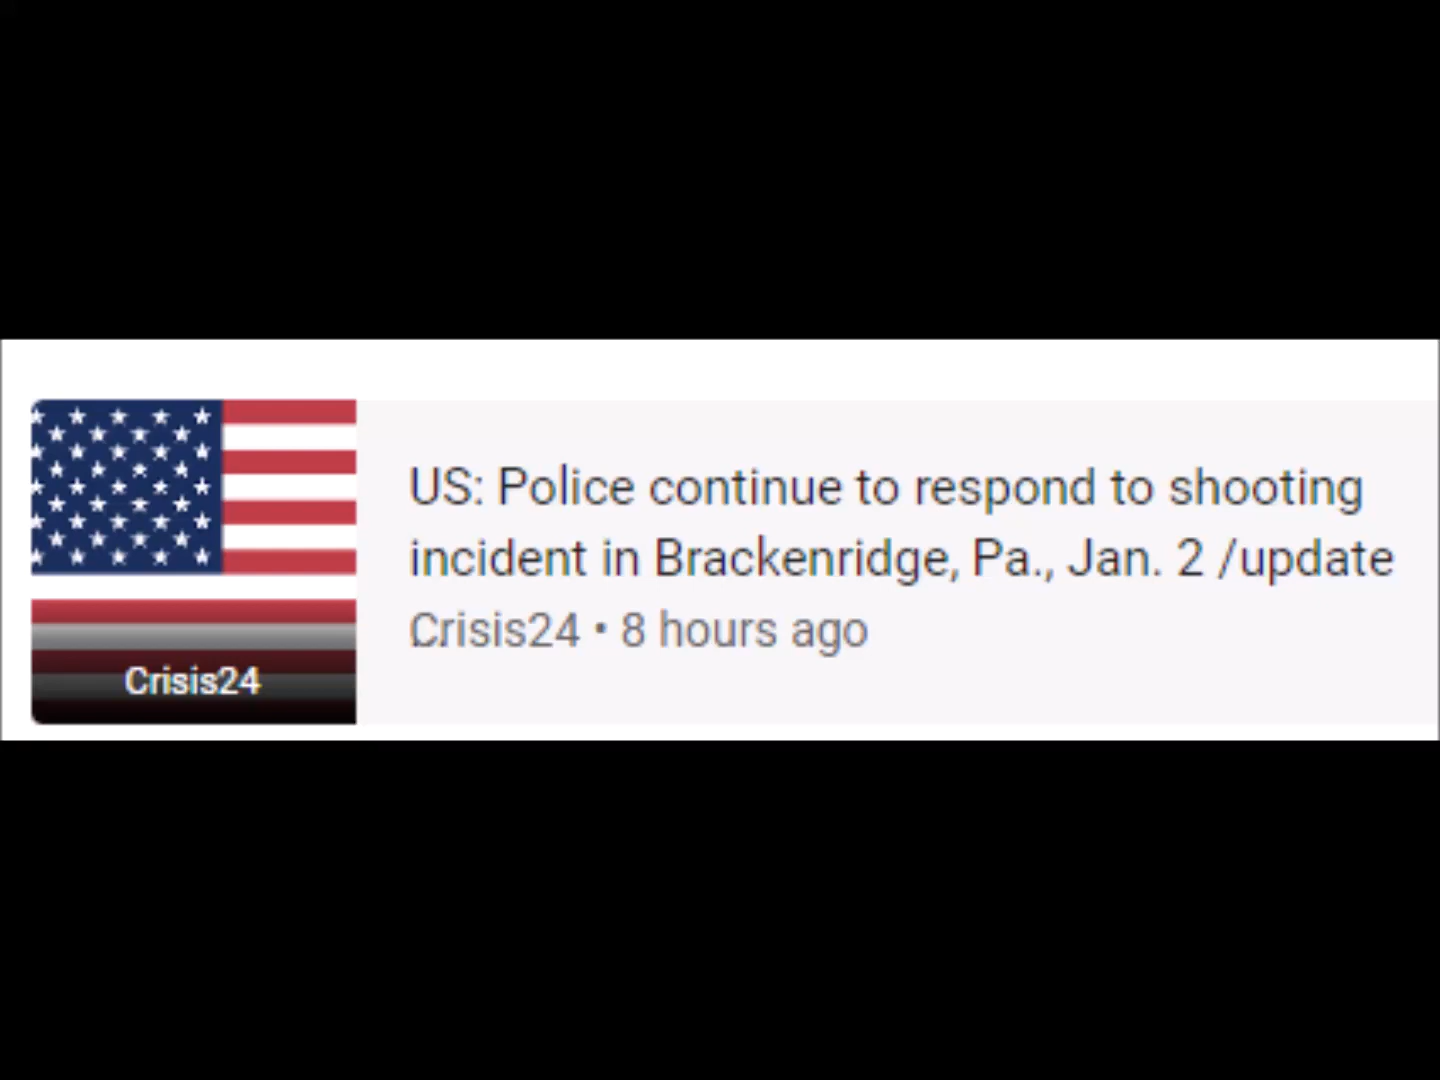 US: Police continue to respond to shooting
incident in Brackenridge, Pa., Jan. 2 /update
Crisis24 • 8 hours ago
Crisis24